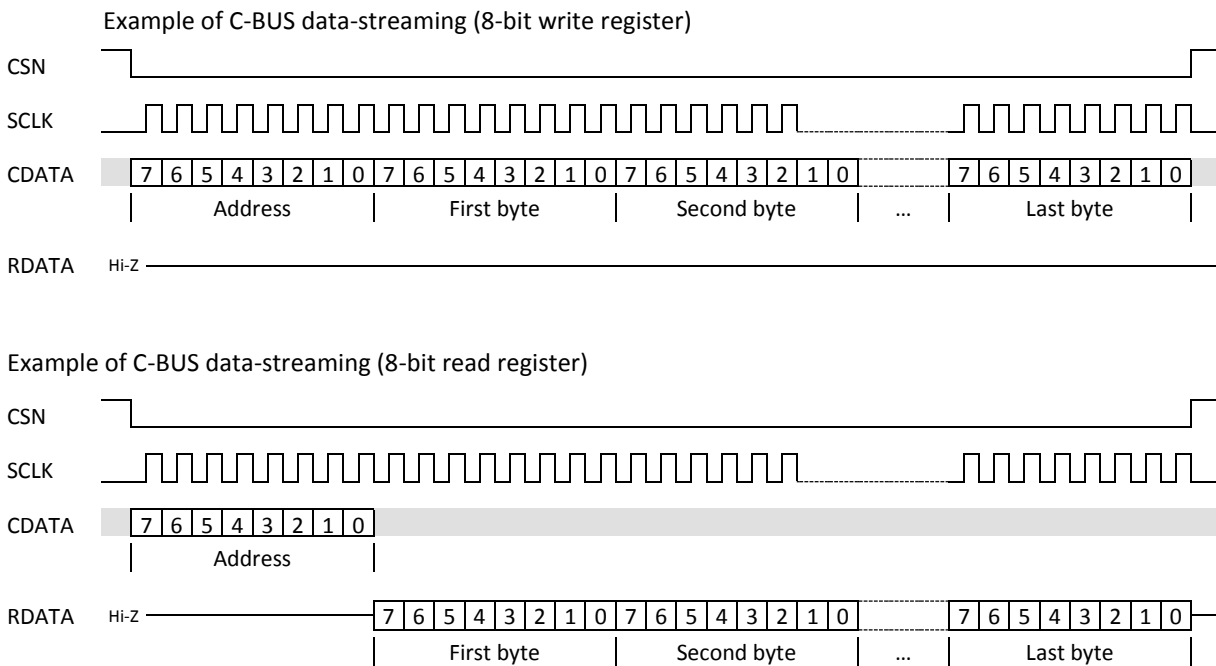 Example of C-BUS data-streaming (8-bit write register)
CSN
SCLK
CDATA 7 6 5 4 3 2 1 0 7 6 5 4 3 2 1 0 7 6 5 4 3 2 1 0 7 6 5 4 3 2 1 0
Address First byte Second byte ... Last byte
RDATA Hi-Z
Example of C-BUS data-streaming (8-bit read register)
CSN
SCLK
CDATA 7 6 5 4 3 2 1 0
Address
RDATA Hi-Z 7 6 5 4 3 2 1 0 7 6 5 4 3 2 1 0 7 6 5 4 3 2 1 0
First byte Second byte ... Last byte